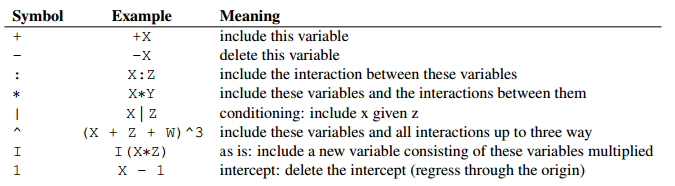 Symbol Example Meaning
+ +X include this variable
- -X delete this variable
: X:Z include the interaction between these variables
* X*Y include these variables and the interactions between them
| X|Z conditioning: include x given z
^ (X + Z + W)^3 include these variables and all interactions up to three way
I I(X*Z) as is: include a new variable consisting of these variables multiplied
1 X - 1 intercept: delete the intercept (regress through the origin)